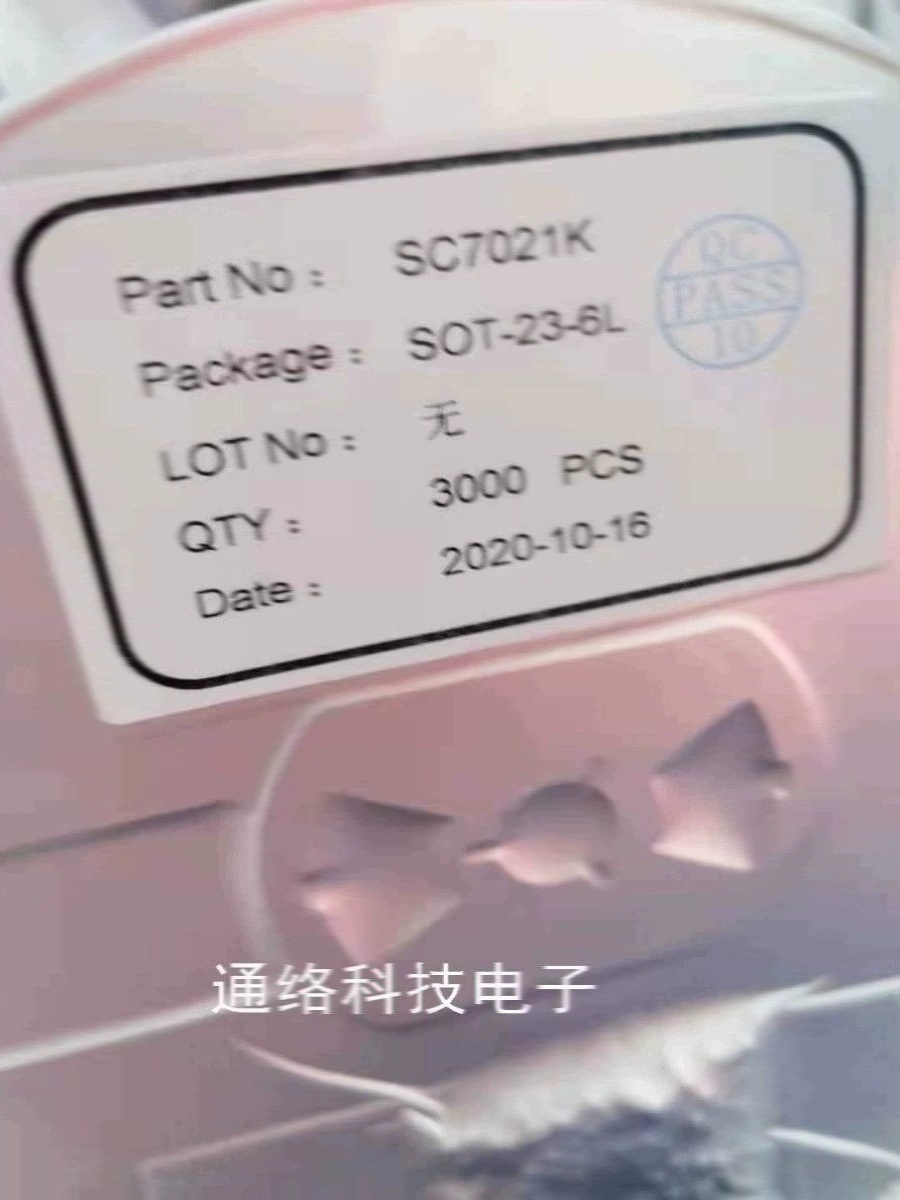 Part No： SC7021K
Package： SOT-23-6L
LOT No： 无
QTY： 3000 PCS
Date： 2020-10-16
QC
PASS
10
通络科技电子